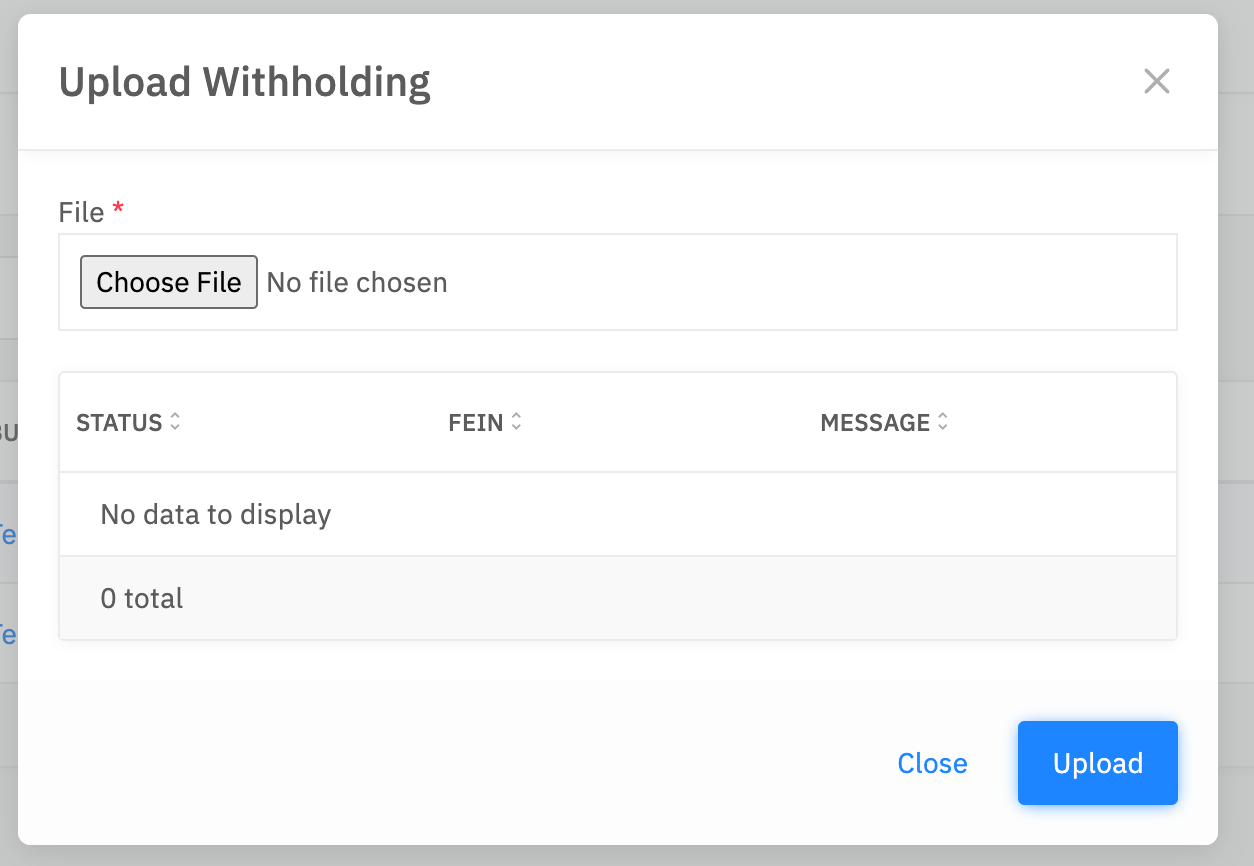 Upload Withholding
File *
Choose File No file chosen
STATUS FEIN MESSAGE
No data to display
0 total
Close Upload